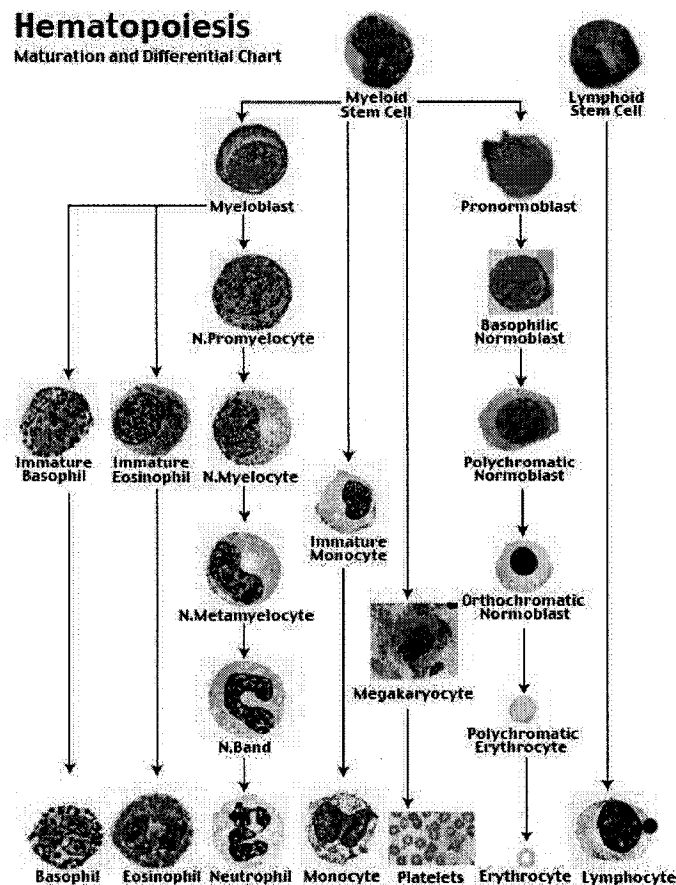 Hematopoiesis
Maturation and Differential Chart
Myeloid
Stem Cell
Lymphoid
Stem Cell
Myeloblast
Pronormoblast
N.Promyelocyte
Basophilic
Normoblast
Immature
Basophil
Immature
Eosinophil
N.Myelocyte
Polychromatic
Normoblast
Immature
Monocyte
N.Metamyelocyte
Orthochromatic
Normoblast
Megakaryocyte
N.Band
Polychromatic
Erythrocyte
Basophil
Eosinophil
Neutrophil
Monocyte
Platelets
Erythrocyte
Lymphocyte